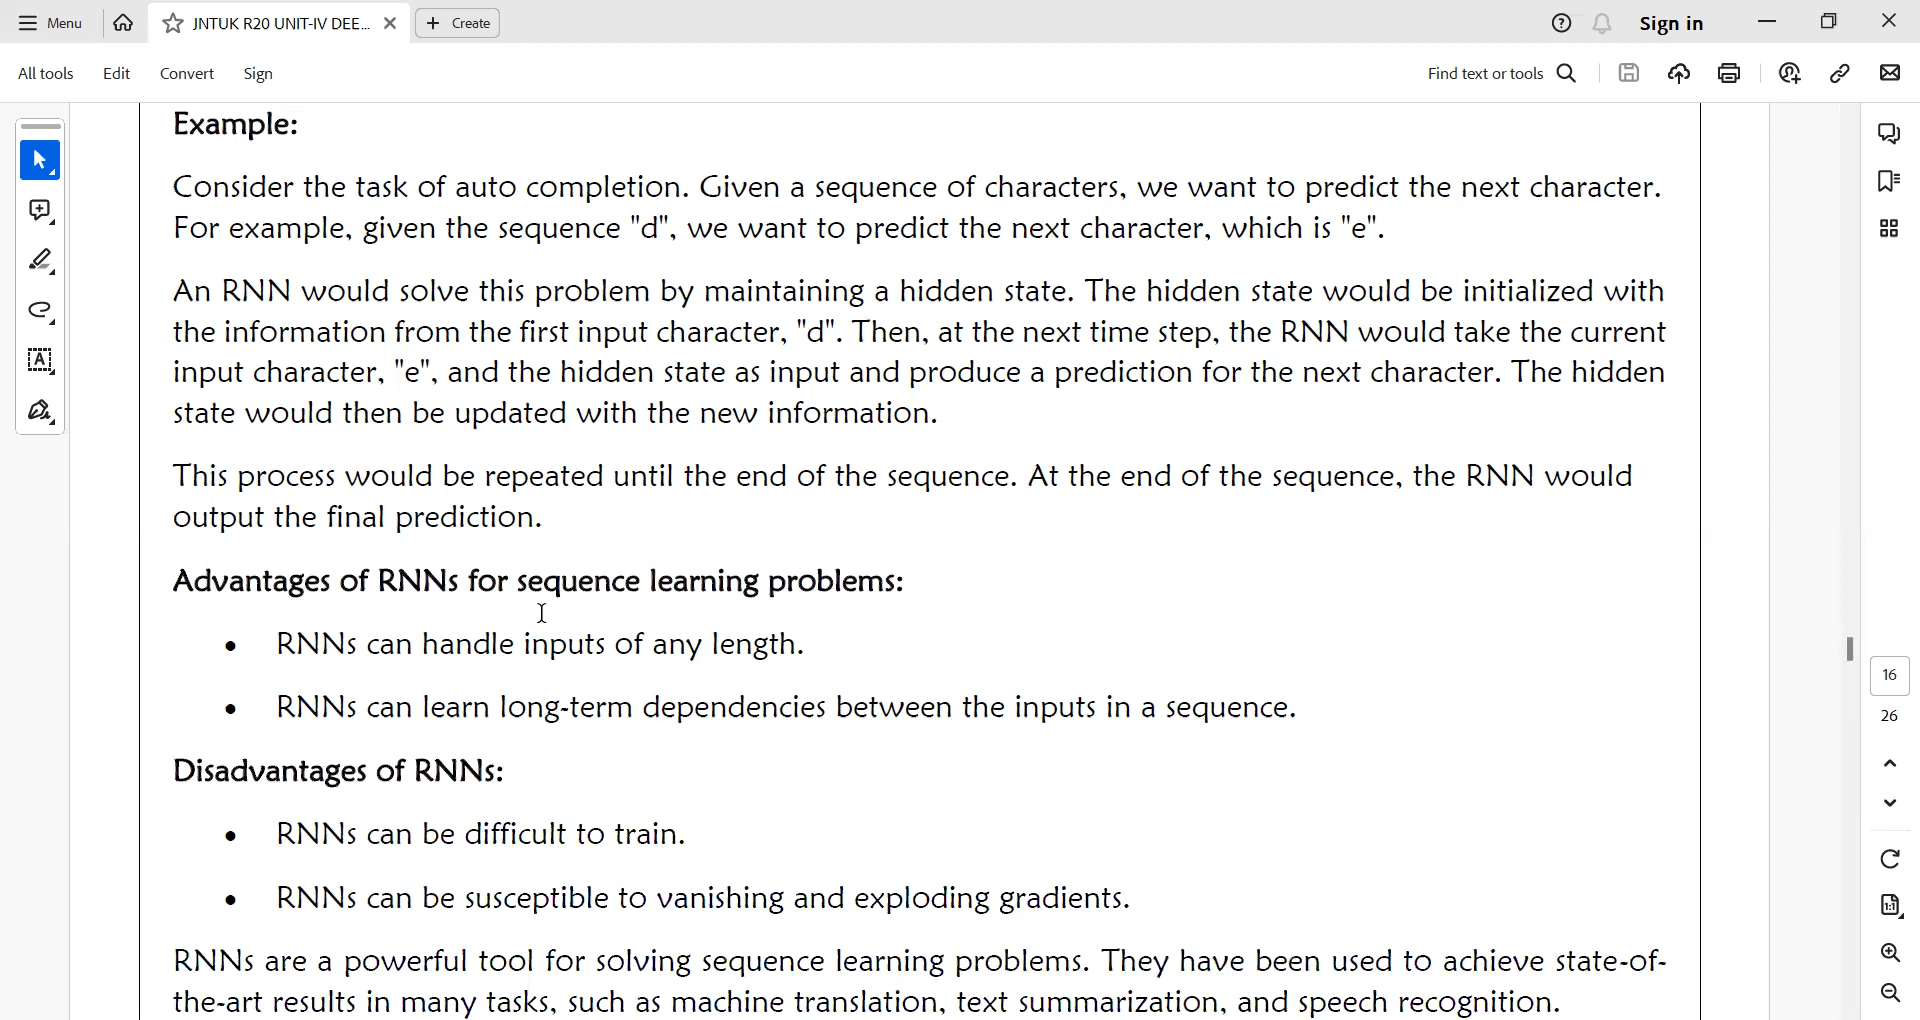 Menu
JNTUK R20 UNIT-IV DEE...
Create
Sign in
All tools
Edit
Convert
Sign
Find text or tools
Example:
Consider the task of auto completion. Given a sequence of characters, we want to predict the next character.
For example, given the sequence "d", we want to predict the next character, which is "e".
An RNN would solve this problem by maintaining a hidden state. The hidden state would be initialized with
the information from the first input character, "d". Then, at the next time step, the RNN would take the current
input character, "e", and the hidden state as input and produce a prediction for the next character. The hidden
state would then be updated with the new information.
This process would be repeated until the end of the sequence. At the end of the sequence, the RNN would
output the final prediction.
Advantages of RNNs for sequence learning problems:
• RNNs can handle inputs of any length.
• RNNs can learn long-term dependencies between the inputs in a sequence.
Disadvantages of RNNs:
• RNNs can be difficult to train.
• RNNs can be susceptible to vanishing and exploding gradients.
RNNs are a powerful tool for solving sequence learning problems. They have been used to achieve state-of-
the-art results in many tasks, such as machine translation, text summarization, and speech recognition.
16
26